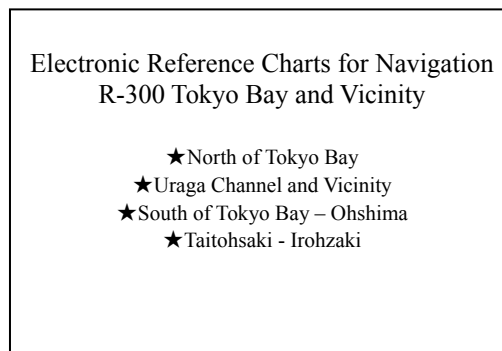 Electronic Reference Charts for Navigation
R-300 Tokyo Bay and Vicinity
★North of Tokyo Bay
★Uraga Channel and Vicinity
★South of Tokyo Bay – Ohshima
★Taitohsaki - Irohzaki